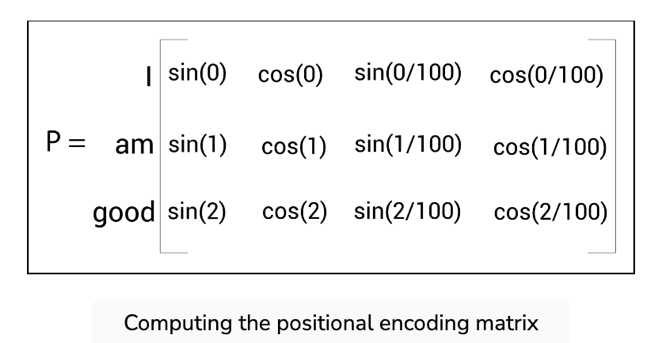 I sin(0) cos(0) sin(0/100) cos(0/100)
P = am sin(1) cos(1) sin(1/100) cos(1/100)
good sin(2) cos(2) sin(2/100) cos(2/100)
Computing the positional encoding matrix